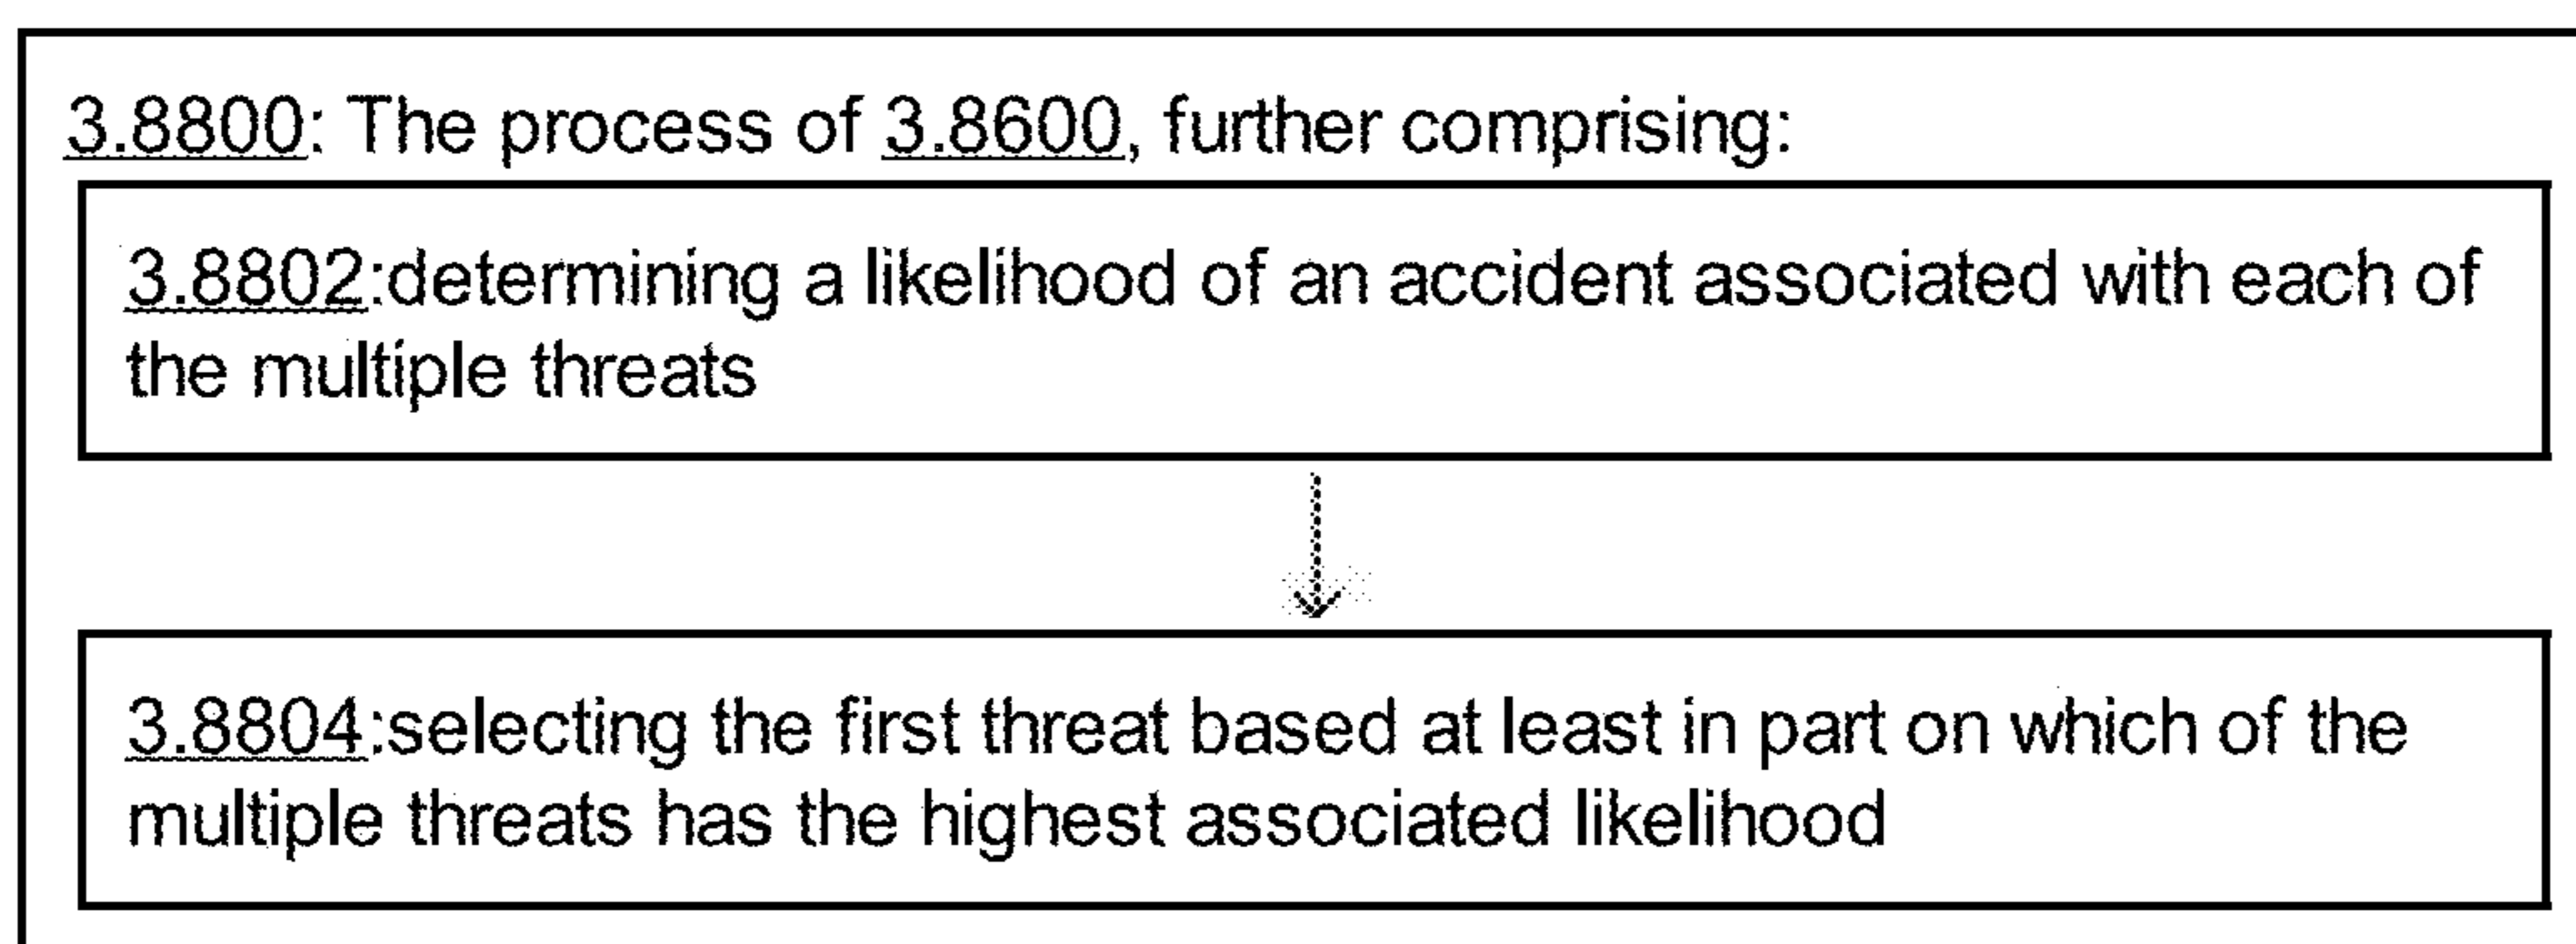 3.8800: The process of 3.8600, further comprising:
3.8802:determining a likelihood of an accident associated with each of
the multiple threats
3.8804:selecting the first threat based at least in part on which of the
multiple threats has the highest associated likelihood